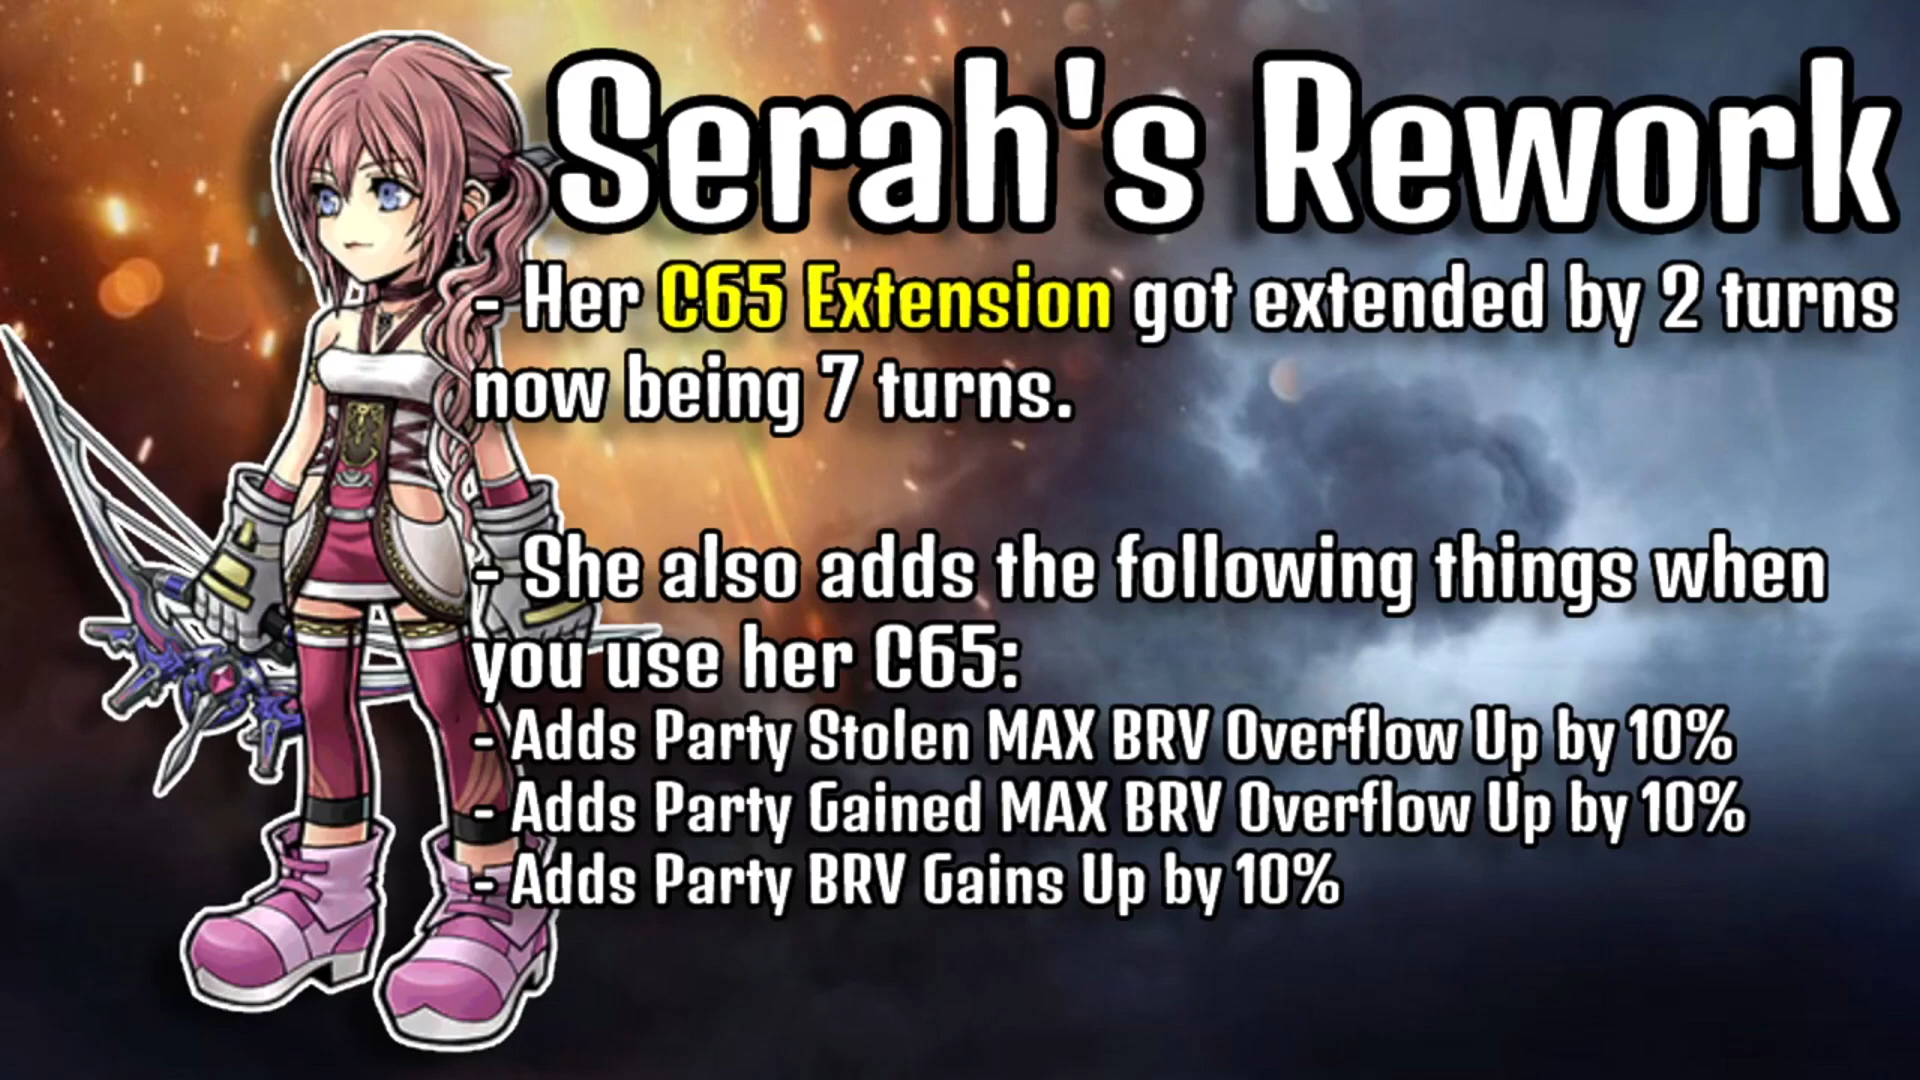 Serah's Rework
- Her C65 Extension got extended by 2 turns
now being 7 turns.
- She also adds the following things when
you use her C65:
- Adds Party Stolen MAX BRV Overflow Up by 10%
- Adds Party Gained MAX BRV Overflow Up by 10%
- Adds Party BRV Gains Up by 10%